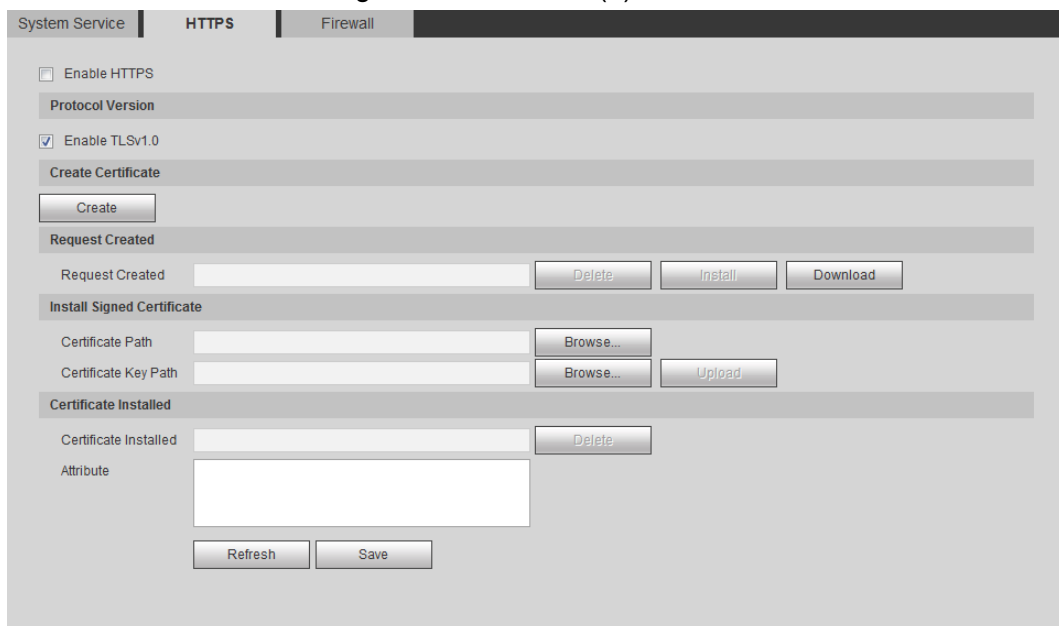 System Service HTTPS Firewall
Enable HTTPS
Protocol Version
Enable TLSv1.0
Create Certificate
Create
Request Created
Request Created Delete Install Download
Install Signed Certificate
Certificate Path Browse...
Certificate Key Path Browse... Upload
Certificate Installed
Certificate Installed Delete
Attribute
Refresh Save